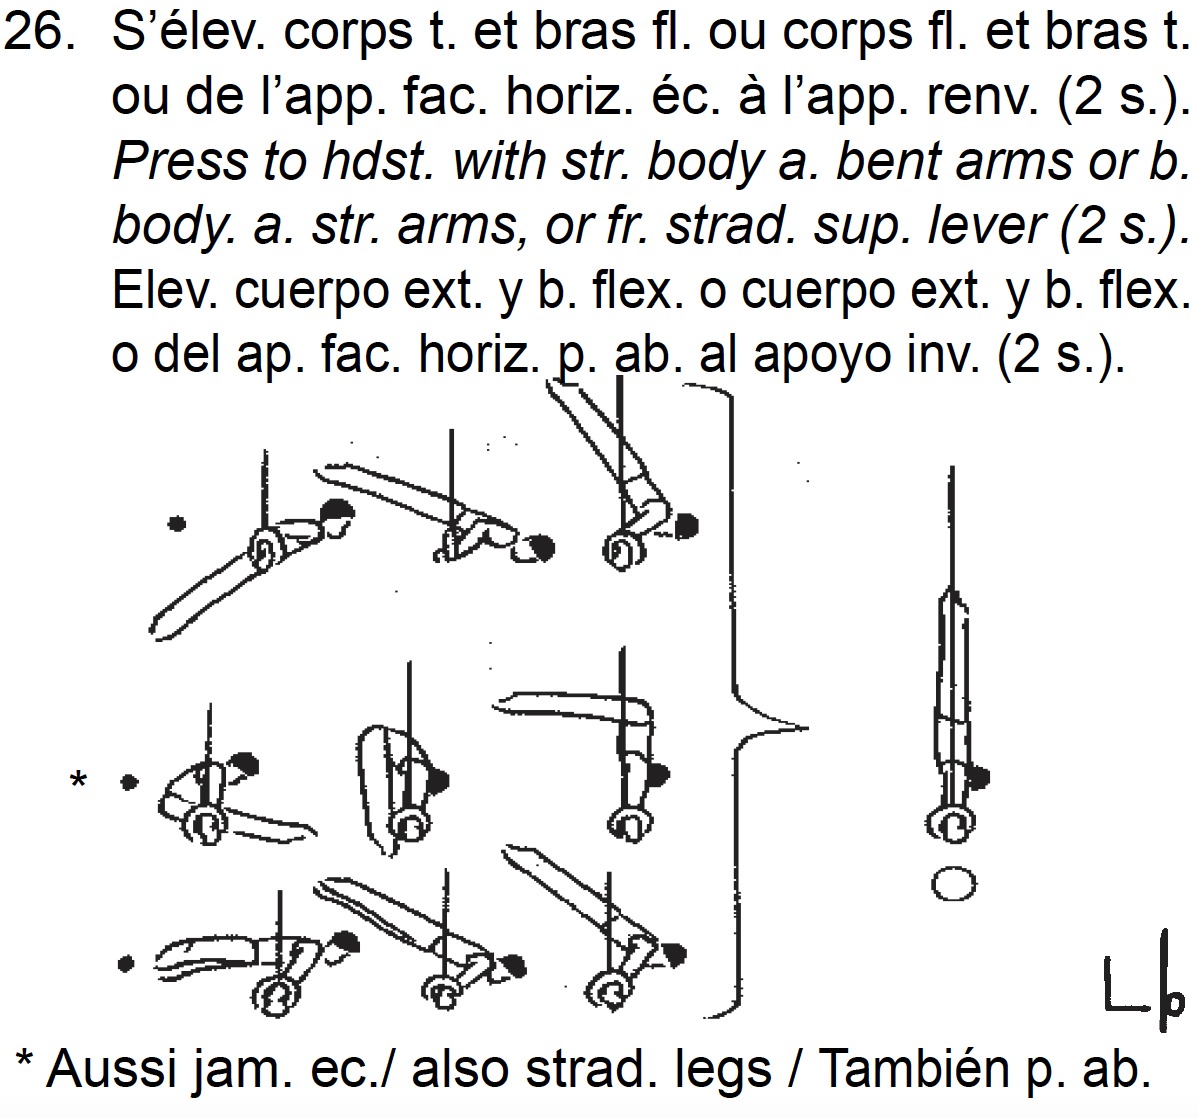 26. S’élev. corps t. et bras fl. ou corps fl. et bras t.
ou de l’app. fac. horiz. éc. à l’app. renv. (2 s.).
Press to hdst. with str. body a. bent arms or b.
body. a. str. arms, or fr. strad. sup. lever (2 s.).
Elev. cuerpo ext. y b. flex. o cuerpo ext. y b. flex.
o del ap. fac. horiz. p. ab. al apoyo inv. (2 s.).
*
* Aussi jam. ec./ also strad. legs / También p. ab.